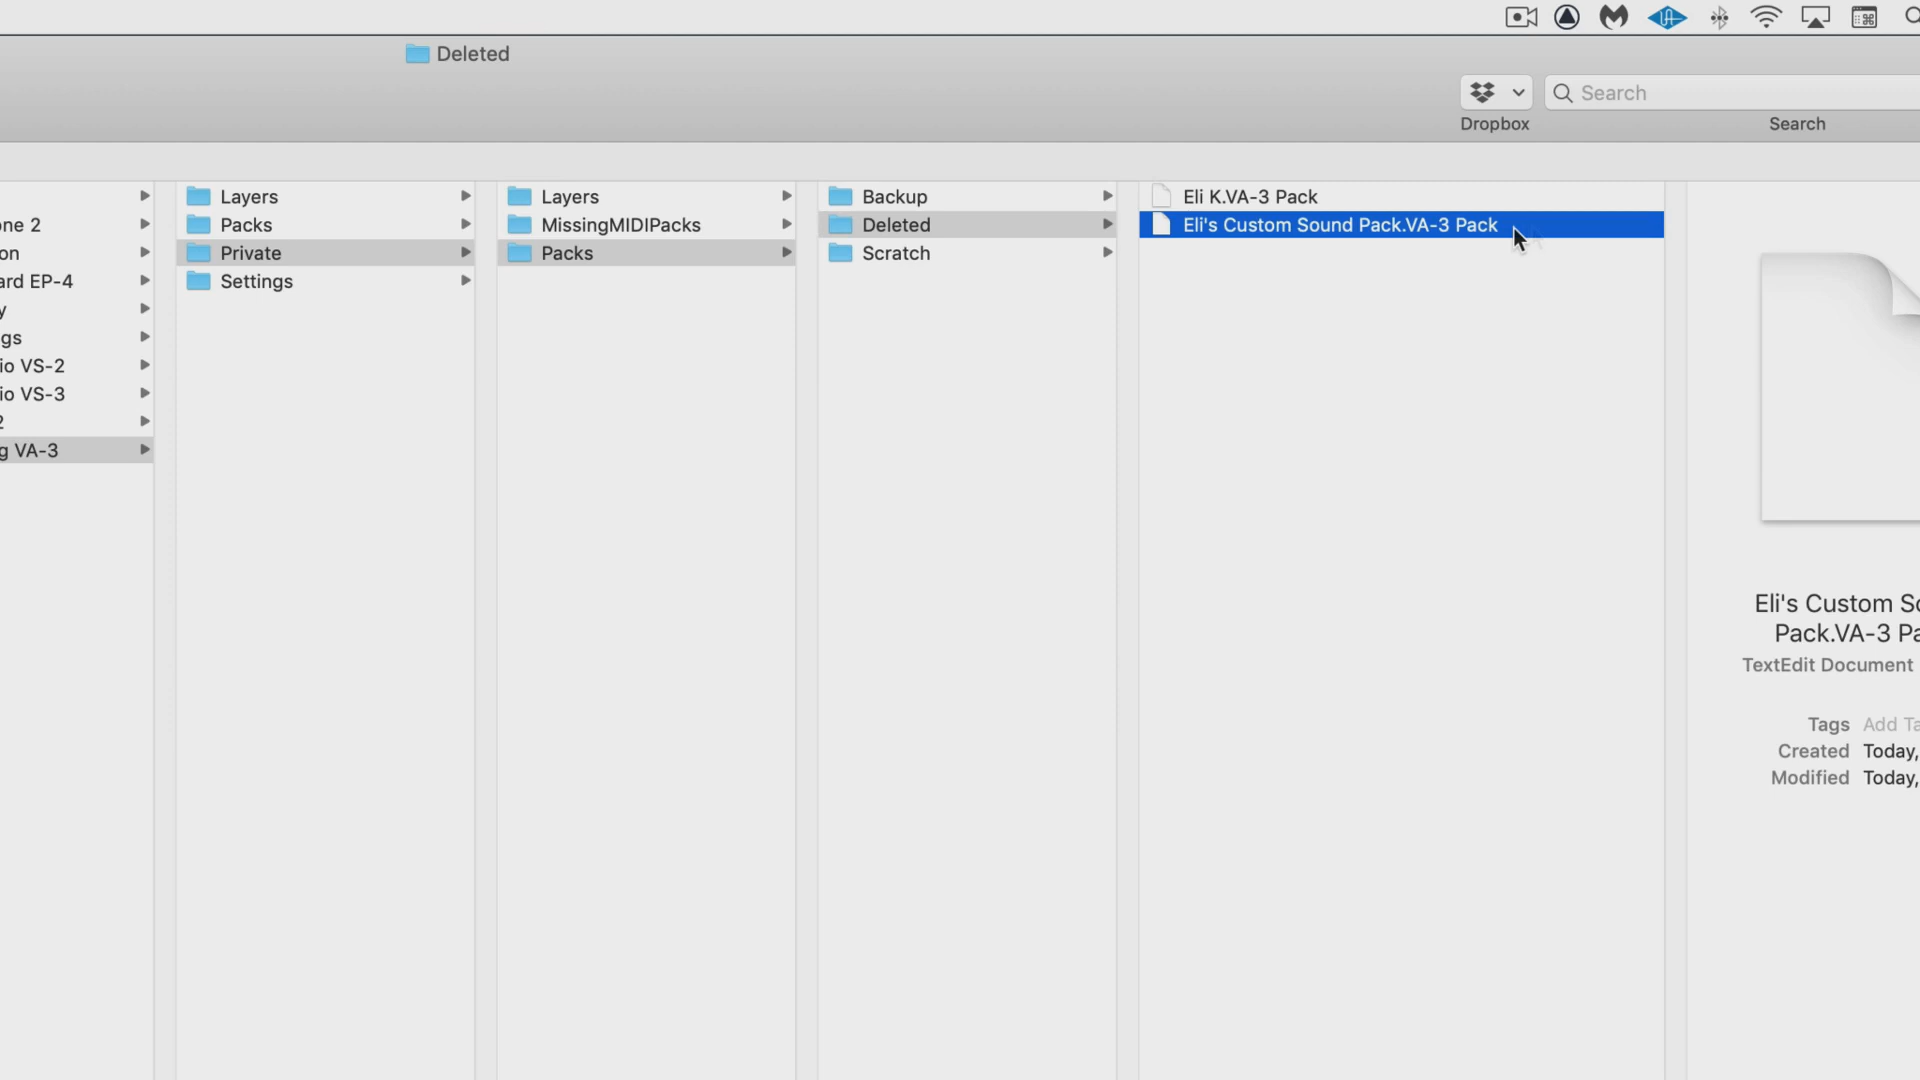 Deleted
Search
Dropbox
Search
ne 2
on
ard EP-4
y
gs
io VS-2
io VS-3
2
g VA-3
Layers
Packs
Private
Settings
Layers
MissingMIDIPacks
Packs
Backup
Deleted
Scratch
Eli K.VA-3 Pack
Eli's Custom Sound Pack.VA-3 Pack
Eli's Custom So
Pack.VA-3 Pa
TextEdit Document
Tags Add Ta
Created Today,
Modified Today,